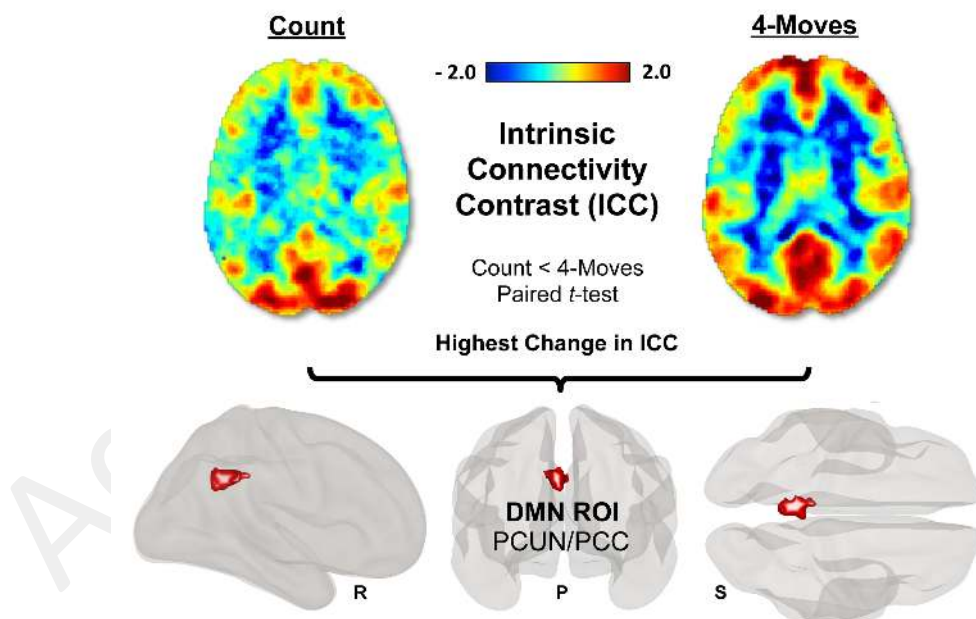 Count
4-Moves
- 2.0 2.0
Intrinsic
Connectivity
Contrast (ICC)
Count < 4-Moves
Paired t-test
Highest Change in ICC
DMN ROI
PCUN/PCC
R
P
S